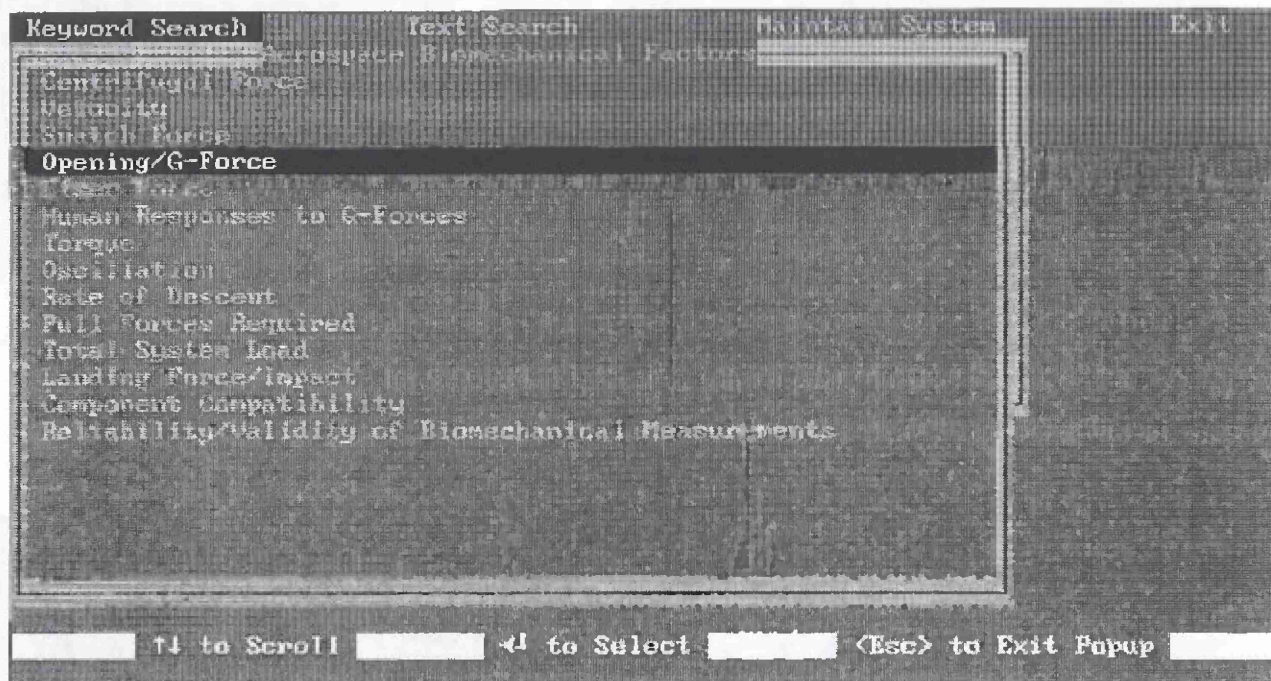 Keyword Search Text Search Maintain System Exit
Aerospace Biomechanical Factors
Centrifugal Force
Velocity
Snatch Force
Opening/G-Force
Force
Human Responses to G-Forces
Torque
Oscillation
Rate of Descent
Pull Forces Required
Total System Load
Landing Force/Impact
Component Compatibility
Reliability/Validity of Biomechanical Measurements
↑↓ to Scroll ↵ to Select <Esc> to Exit Popup